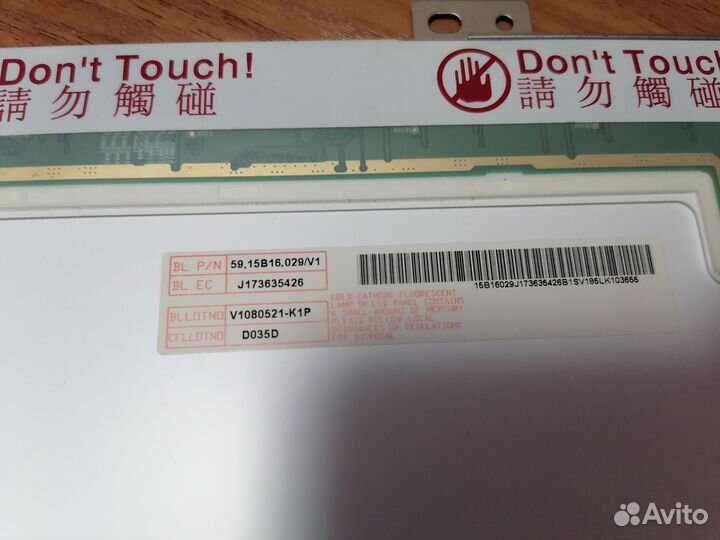 Don't Touch!
請勿觸碰
Don't Touch
請勿觸碰
BL P/N 59.15B16.029/V1
BL EC J173635426
BLLOTNO V1080521-K1P
CFLLOTNO D035D
15B16029J173635426B1SV185LK103655
COLD CATHODE FLUORESCENT
LAMP IN LCD PANEL CONTAINS
A SMALL AMOUNT OF MERCURY
PLEASE FOLLOW LOCAL
ORDINANCES OR REGULATIONS
FOR DISPOSAL
Avito